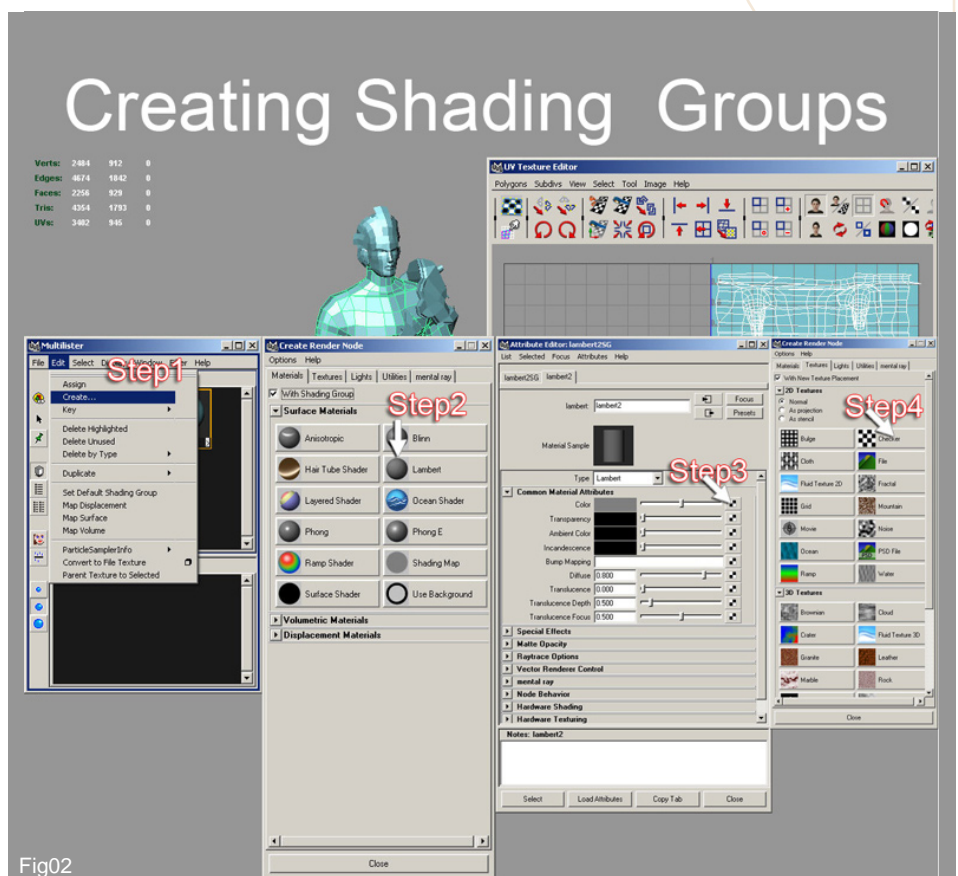 Creating Shading Groups
Verts: 2404 912 0
Edges: 4674 1842 0
Faces: 2256 929 0
Tris: 4354 1793 0
UVs: 3402 945 0
UV Texture Editor
Polygons Subdivs View Select Tool Image Help
Multilister
File Edit Select Window Help
Step1
Assign
Create...
Key
Delete Highlighted
Delete Unused
Delete by Type
Duplicate
Set Default Shading Group
Map Displacement
Map Surface
Map Volume
ParticleSamplerInfo
Convert to File Texture
Parent Texture to Selected
Create Render Node
Options Help
Materials Textures Lights Utilities mental ray
With Shading Group
Surface Materials
Step2
Anisotropic Blinn
Hair Tube Shader Lambert
Layered Shader Ocean Shader
Phong Phong E
Ramp Shader Shading Map
Surface Shader Use Background
Volumetric Materials
Displacement Materials
Close
Attribute Editor: lambert2SG
List Selected Focus Attributes Help
lambert2SG lambert2
lambert: lambert2
Focus
Presets
Material Sample
Step3
Type Lambert
Common Material Attributes
Color
Transparency
Ambient Color
Incandescence
Bump Mapping
Diffuse 0.800
Translucence 0.000
Translucence Depth 0.500
Translucence Focus 0.500
Special Effects
Matte Opacity
Raytrace Options
Vector Renderer Control
mental ray
Node Behavior
Hardware Shading
Hardware Texturing
Notes: lambert2
Select Load Attributes Copy Tab Close
Create Render Node
Options Help
Materials Textures Lights Utilities mental ray
With New Texture Placement
2D Textures
Normal
As projection
As stencil
Step4
Bulge Checker
Cloth File
Fluid Texture 2D Fractal
Grid Mountain
Movie Noise
Ocean PSD File
Ramp Water
3D Textures
Brownian Cloud
Crater Fluid Texture 3D
Granite Leather
Marble Rock
Close
Fig02